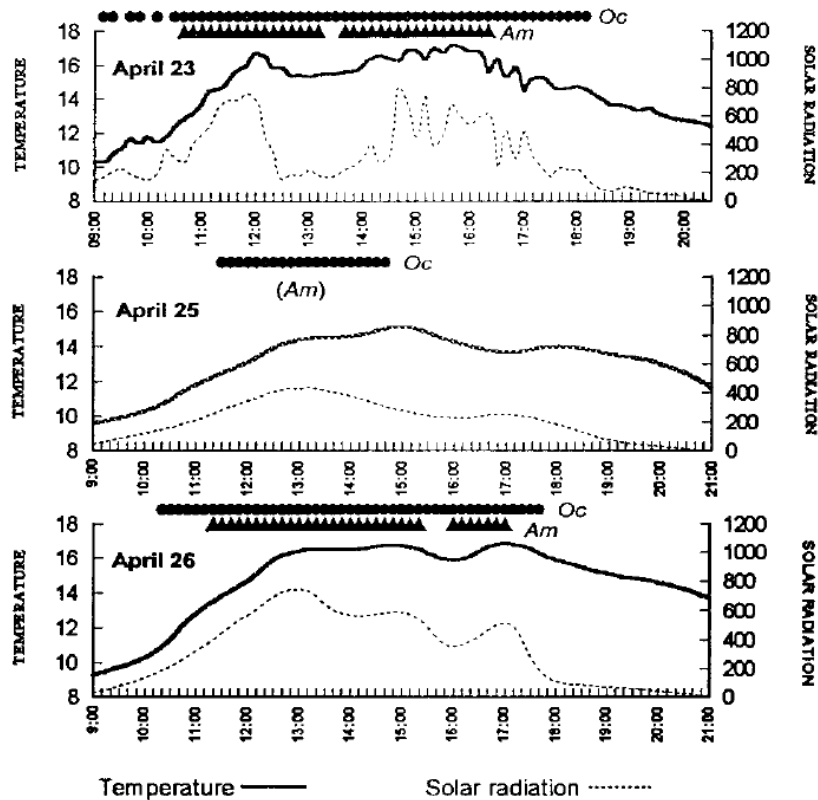 Oc
Am
TEMPERATURE
18
16
14
12
10
8
April 23
1200
1000
800
600
400
200
0
SOLAR RADIATION
09:00 10:00 11:00 12:00 13:00 14:00 15:00 16:00 17:00 18:00 19:00 20:00
Oc
(Am)
TEMPERATURE
18
16
14
12
10
8
April 25
1200
1000
800
600
400
200
0
SOLAR RADIATION
9:00 10:00 11:00 12:00 13:00 14:00 15:00 16:00 17:00 18:00 19:00 20:00 21:00
Oc
Am
TEMPERATURE
18
16
14
12
10
8
April 26
1200
1000
800
600
400
200
0
SOLAR RADIATION
9:00 10:00 11:00 12:00 13:00 14:00 15:00 16:00 17:00 18:00 19:00 20:00 21:00
Temperature Solar radiation